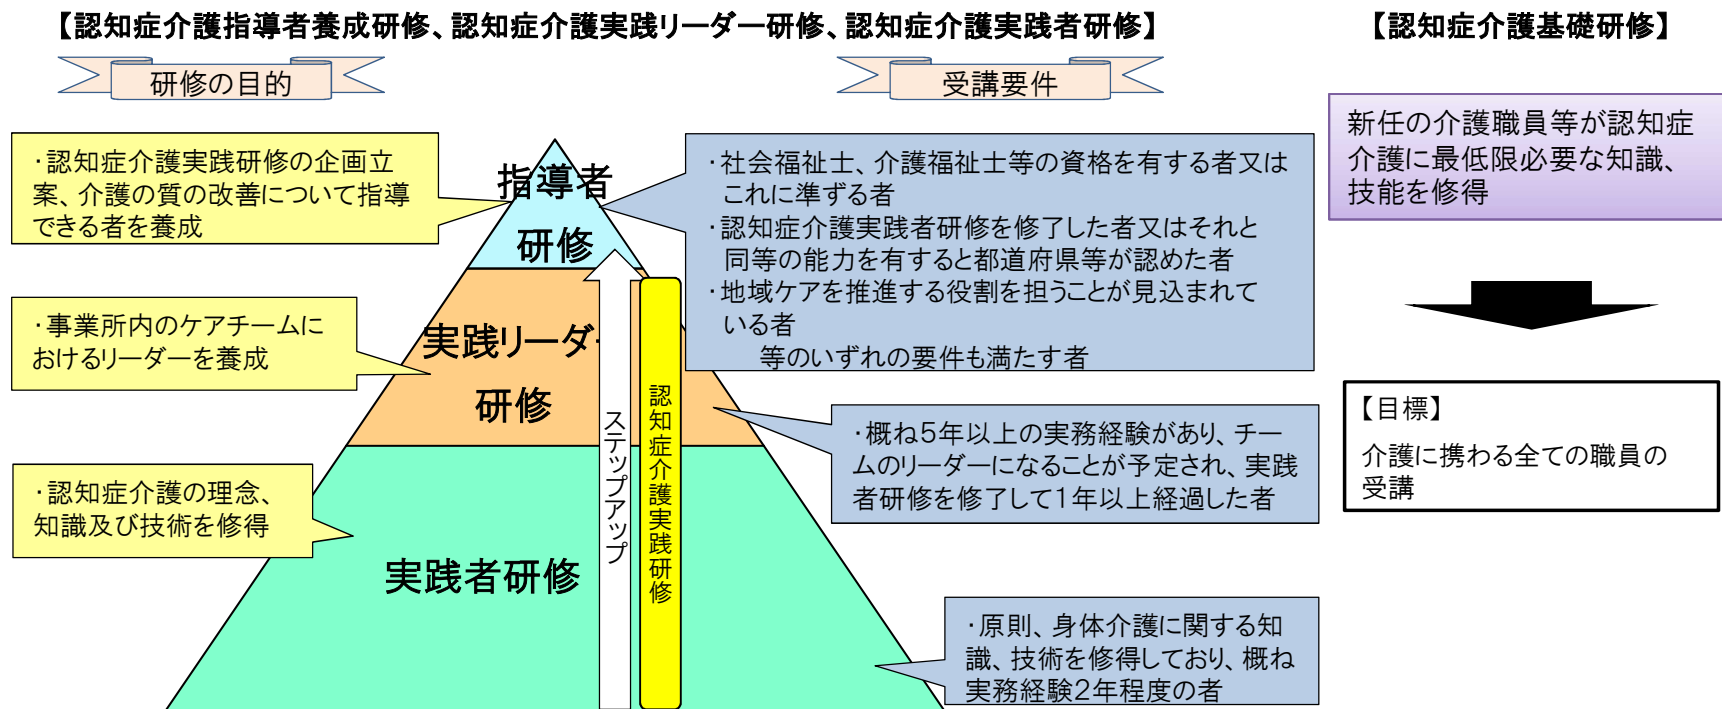 【認知症介護指導者養成研修、認知症介護実践リーダー研修、認知症介護実践者研修】
【認知症介護基礎研修】
研修の目的
受講要件
・認知症介護実践研修の企画立
案、介護の質の改善について指導
できる者を養成
・事業所内のケアチームに
おけるリーダーを養成
・認知症介護の理念、
知識及び技術を修得
指導者
研修
実践リーダー
研修
実践者研修
ステップアップ
認知症介護実践研修
・社会福祉士、介護福祉士等の資格を有する者又は
これに準ずる者
・認知症介護実践者研修を修了した者又はそれと
同等の能力を有すると都道府県等が認めた者
・地域ケアを推進する役割を担うことが見込まれて
いる者
等のいずれの要件も満たす者
・概ね5年以上の実務経験があり、チー
ムのリーダーになることが予定され、実践
者研修を修了して1年以上経過した者
・原則、身体介護に関する知
識、技術を修得しており、概ね
実務経験2年程度の者
新任の介護職員等が認知症
介護に最低限必要な知識、
技能を修得
【目標】
介護に携わる全ての職員の
受講